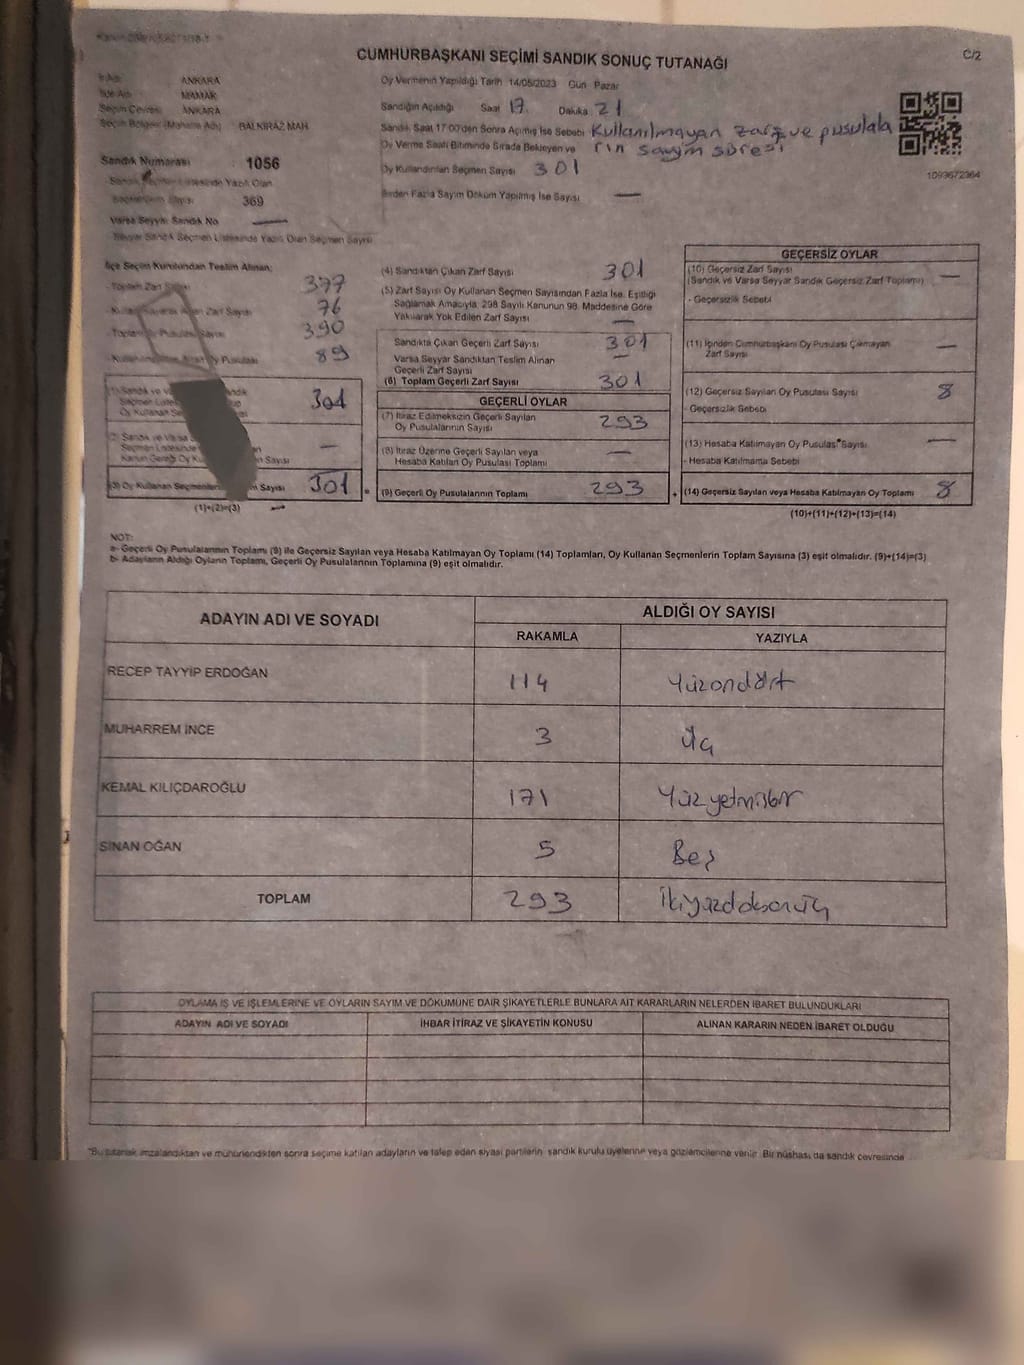 CUMHURBAŞKANI SEÇİMİ SANDIK SONUÇ TUTANAĞI
C/2
İli Adı ANKARA
İlçe Adı MAMAK
Seçim Çevresi ANKARA
Seçim Bölgesi (Mahalle Adı) BALKİRAZ MAH
Sandık Numarası 1056
Sandık Seçmen Listesinde Yazılı Olan
Seçmenlerin Sayısı 369
Varsa Seyyar Sandık No —
Seyyar Sandık Seçmen Listesinde Yazılı Olan Seçmen Sayısı
Oy Vermenin Yapıldığı Tarih 14/05/2023 Gün Pazar
Sandığın Açıldığı Saat 17 Dakika 21
Sandık Saat 17:00'den Sonra Açılmış İse Sebebi Kullanılmayan zarf ve pusulala
Oy Verme Saati Bitiminde Sırada Bekleyen ve rın sayım süresi
Oy Kullandırılan Seçmen Sayısı 301
Birden Fazla Sayım Döküm Yapılmış İse Sayısı —
1093672364
İlçe Seçim Kurulundan Teslim Alınan;
Toplam Zarf Sayısı 377
Zarf Sayısı 76
Toplam Oy Pusulası Sayısı 390
Oy Pusulası 89
(1) Sandık ve
Seçmen Liste
Oy Kullanan Se 301
(2) Sandık ve Varsa
Seçmen Listesinde
Kanun Gereği Oy Ku n Sayısı —
(3) Oy Kullanan Seçmenlerin Sayısı 301
(1)+(2)=(3)
(4) Sandıktan Çıkan Zarf Sayısı 301
(5) Zarf Sayısı Oy Kullanan Seçmen Sayısından Fazla İse, Eşitliği
Sağlamak Amacıyla, 298 Sayılı Kanunun 98. Maddesine Göre
Yakılarak Yok Edilen Zarf Sayısı —
Sandıkta Çıkan Geçerli Zarf Sayısı 301
Varsa Seyyar Sandıktan Teslim Alınan
Geçerli Zarf Sayısı —
(6) Toplam Geçerli Zarf Sayısı 301
GEÇERLİ OYLAR
(7) İtiraz Edilmeksizin Geçerli Sayılan
Oy Pusulalarının Sayısı 293
(8) İtiraz Üzerine Geçerli Sayılan veya
Hesaba Katılan Oy Pusulası Toplamı —
(9) Geçerli Oy Pusulalarının Toplamı 293
GEÇERSİZ OYLAR
(10) Geçersiz Zarf Sayısı —
(Sandık ve Varsa Seyyar Sandık Geçersiz Zarf Toplamı)
- Geçersizlik Sebebi
(11) İçinden Cumhurbaşkanı Oy Pusulası Çıkmayan
Zarf Sayısı —
(12) Geçersiz Sayılan Oy Pusulası Sayısı 8
- Geçersizlik Sebebi
(13) Hesaba Katılmayan Oy Pusulası Sayısı —
- Hesaba Katılmama Sebebi
(14) Geçersiz Sayılan veya Hesaba Katılmayan Oy Toplamı 8
(10)+(11)+(12)+(13)=(14)
NOT:
a- Geçerli Oy Pusulalarının Toplamı (9) ile Geçersiz Sayılan veya Hesaba Katılmayan Oy Toplamı (14) Toplamları, Oy Kullanan Seçmenlerin Toplam Sayısına (3) eşit olmalıdır. (9)+(14)=(3)
b- Adayların Aldığı Oyların Toplamı, Geçerli Oy Pusulalarının Toplamına (9) eşit olmalıdır.
ADAYIN ADI VE SOYADI ALDIĞI OY SAYISI
RAKAMLA YAZIYLA
RECEP TAYYİP ERDOĞAN 114 Yüzondört
MUHARREM İNCE 3 Üç
KEMAL KILIÇDAROĞLU 171 Yüzyetmişbir
SİNAN OĞAN 5 Beş
TOPLAM 293 İkiyüzdoksanüç
OYLAMA İŞ VE İŞLEMLERİNE VE OYLARIN SAYIM VE DÖKÜMÜNE DAİR ŞİKAYETLERLE BUNLARA AİT KARARLARIN NELERDEN İBARET BULUNDUKLARI
ADAYIN ADI VE SOYADI İHBAR İTİRAZ VE ŞİKAYETİN KONUSU ALINAN KARARIN NEDEN İBARET OLDUĞU
*Bu tutanak imzalandıktan ve mühürlendikten sonra seçime katılan adayların ve talep eden siyasi partilerin sandık kurulu üyelerine veya gözlemcilerine verilir. Bir nüshası da sandık çevresinde